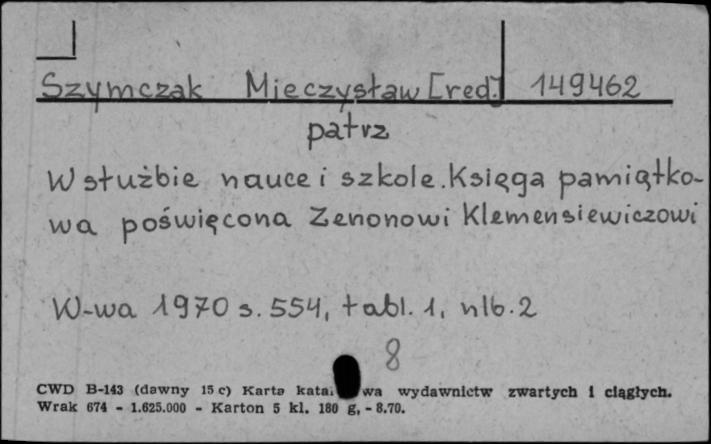 Szymczak Mieczysław [red.] 149462
patrz
W służbie nauce i szkole. Księga pamiątko-
wa poświęcona Zenonowi Klemensiewiczowi
W-wa 1970 s. 554, tabl. 1, nlb. 2
8
CWD B-143 (dawny 15 c) Karta wydawnictw zwartych i ciągłych.
Wrak 674 - 1.625.000 - Karton 5 kl. 180 g, - 8.70.